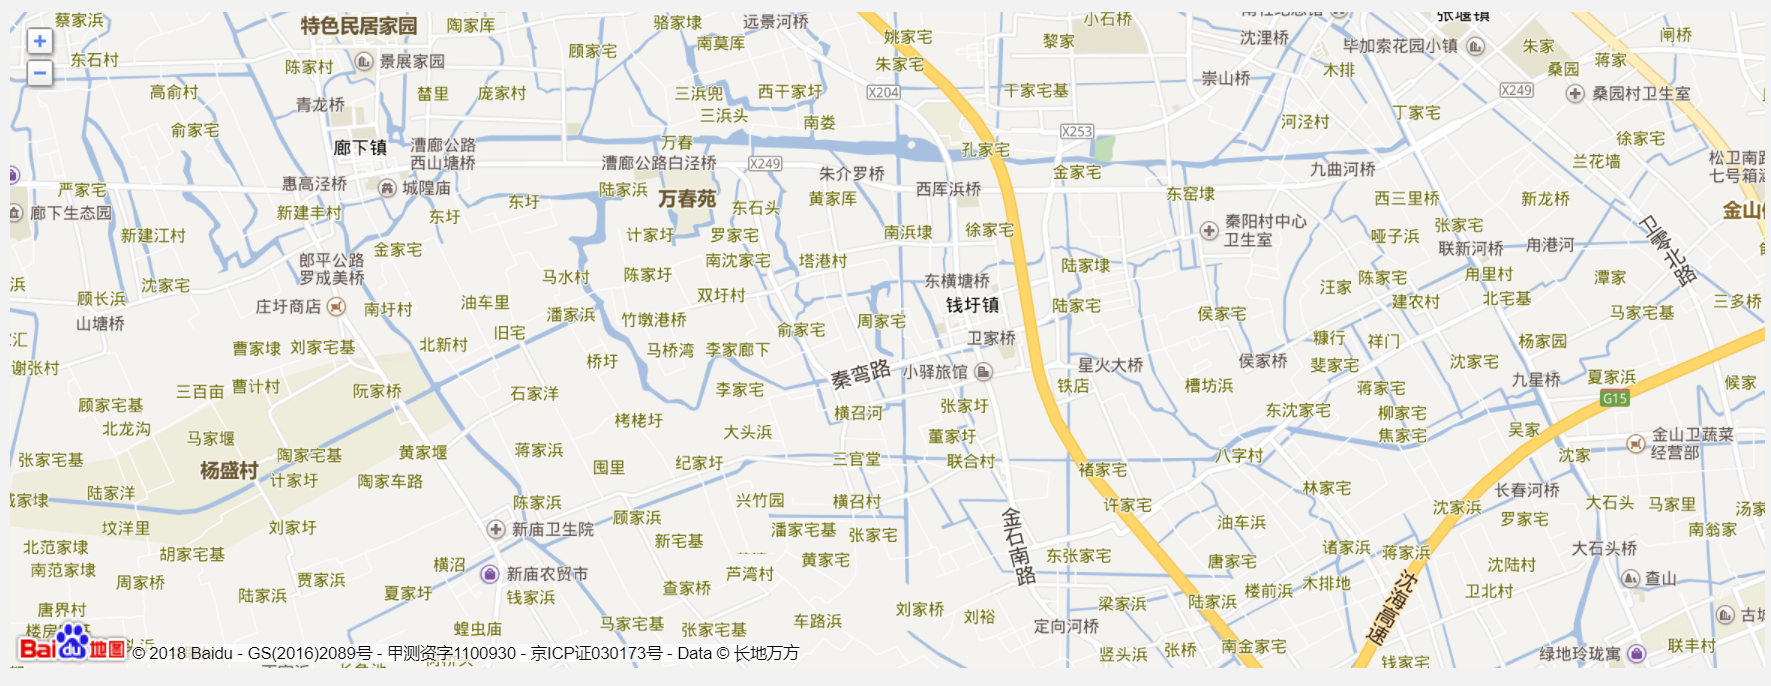 蔡家浜
特色民居家园
陶家库
骆家埭
远景河桥
姚家宅
小石桥
张堰镇
闸桥
东石村
陈家村
景展家园
顾家宅
南莫库
朱家宅
黎家
沈浬桥
毕加索花园小镇
朱家
蒋家
高俞村
青龙桥
庞家村
三浜兜
西干家圩
X204
干家宅基
崇山桥
木排
桑园
X249
桑园村卫生室
俞家宅
三浜头
南娄
X253
河泾村
丁家宅
徐家宅
廊下镇
漕廊公路
西山塘桥
万春
漕廊公路白泾桥
X249
朱介罗桥
孔家宅
金家宅
九曲河桥
兰花墙
松卫南路
七号箱涵
严家宅
惠高泾桥
城隍庙
东圩
陆家浜
万春苑
黄家库
西厍浜桥
东窑埭
西三里桥
新龙桥
廊下生态园
新建丰村
东圩
东石头
南浜埭
徐家宅
秦阳村中心
卫生室
张家宅
卫零北路
新建江村
金家宅
计家圩
罗家宅
哑子浜
联新河桥
甪港河
郎平公路
罗成美桥
马水村
陈家圩
南沈家宅
塔港村
陆家埭
陈家宅
甪里村
潭家
浜
顾长浜
沈家宅
庄圩商店
南圩村
油车里
潘家浜
双圩村
东横塘桥
钱圩镇
陆家宅
汪家
建农村
北宅基
三多桥
山塘桥
旧宅
竹墩港桥
俞家宅
周家宅
侯家宅
马家宅基
谢张村
曹家埭
刘家宅基
北新村
桥圩
马桥湾
李家廊下
卫家桥
星火大桥
侯家桥
糠行
祥门
杨家园
三百亩
曹计村
阮家桥
石家洋
李家宅
秦弯路
小驿旅馆
铁店
槽坊浜
斐家宅
沈家宅
九星桥
夏家浜
候家
顾家宅基
北龙沟
栲栳圩
横召河
张家圩
东沈家宅
蒋家宅
柳家宅
G15
马家堰
黄家堰
蒋家浜
大头浜
董家圩
焦家宅
吴家
金山卫蔬菜
经营部
张家宅基
杨盛村
陶家宅基
囤里
纪家圩
三官堂
联合村
褚家宅
八字村
沈家
陆家洋
计家圩
陶家车路
陈家浜
兴竹园
横召村
许家宅
林家宅
长春河桥
大石头
马家里
坟洋里
刘家圩
新庙卫生院
顾家浜
潘家宅基
张家宅
金石南路
油车浜
沈家浜
罗家宅
南翁家
北范家埭
胡家宅基
新宅基
黄家宅
东张家宅
诸家浜
蒋家浜
大石头桥
南范家埭
周家桥
贾家浜
横沼
新庙农贸市
芦湾村
唐家宅
沈陆村
查山
陆家浜
夏家圩
钱家浜
查家桥
楼前浜
木排地
卫北村
唐界村
蝗虫庙
马家宅基
张家宅基
车路浜
刘家桥
刘裕
定向河桥
梁家浜
陆家浜
沈海高速
竖头浜
张桥
南金家宅
钱家宅
绿地玲珑寓
联丰村
Bai du 地图
© 2018 Baidu - GS(2016)2089号 - 甲测资字1100930 - 京ICP证030173号 - Data © 长地万方